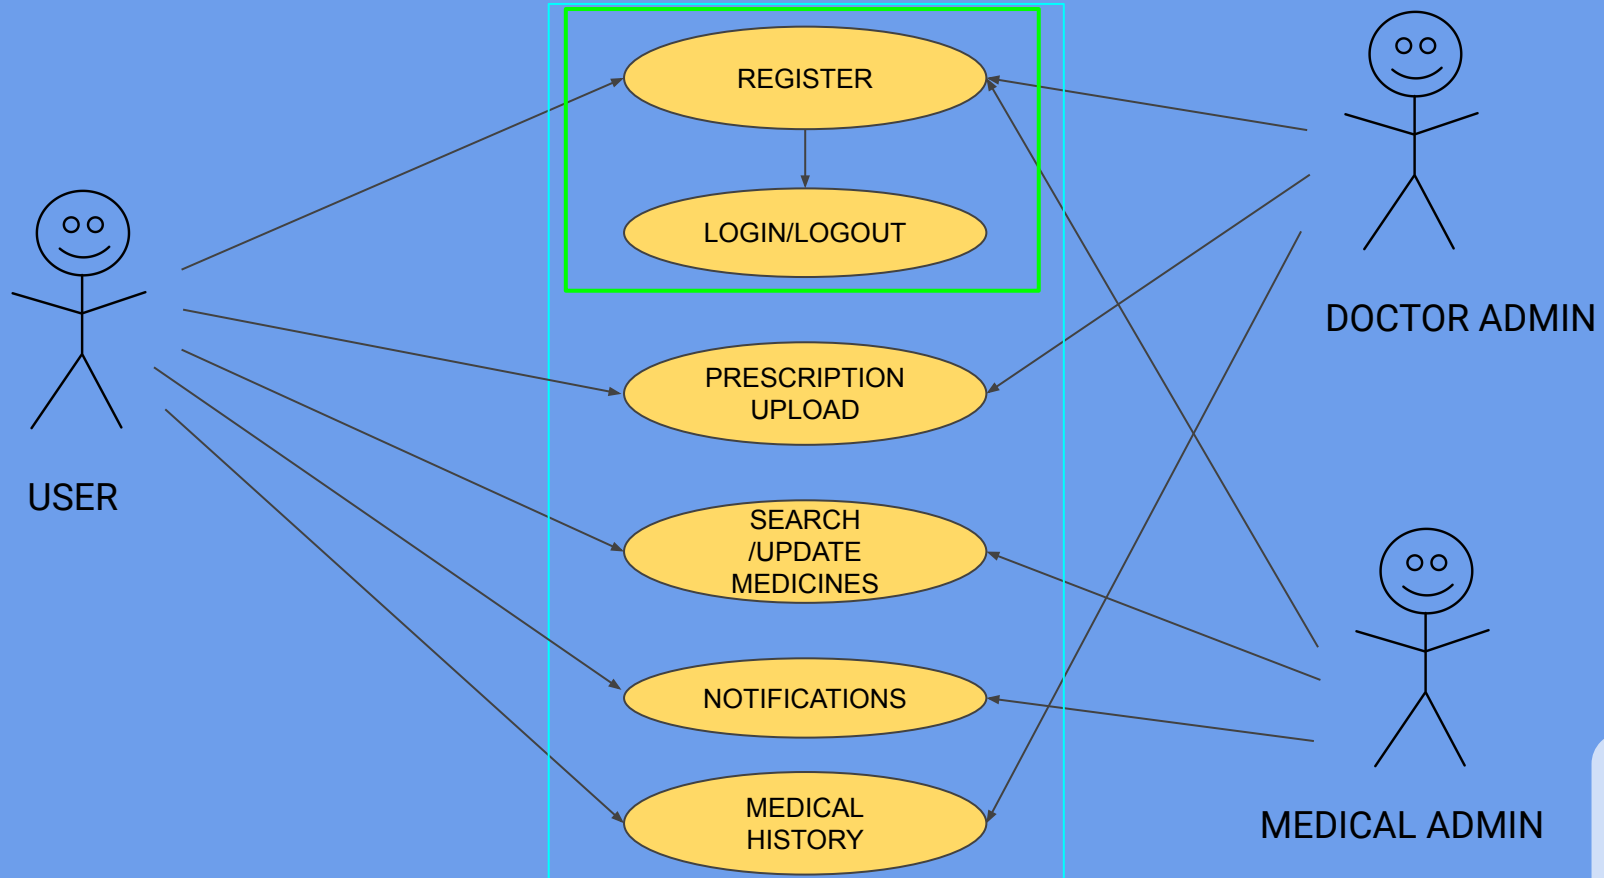 REGISTER
LOGIN/LOGOUT
DOCTOR ADMIN
PRESCRIPTION
UPLOAD
USER
SEARCH
/UPDATE
MEDICINES
NOTIFICATIONS
MEDICAL
HISTORY
MEDICAL ADMIN